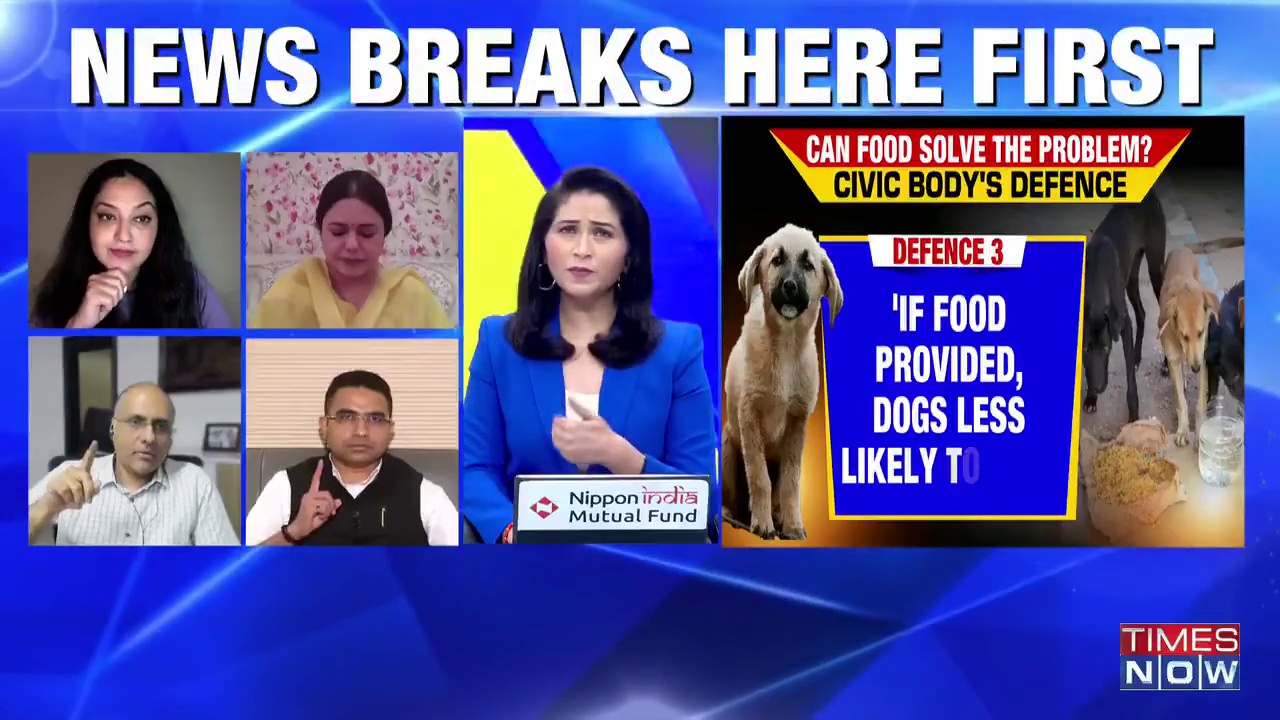 NEWS BREAKS HERE FIRST
CAN FOOD SOLVE THE PROBLEM?
CIVIC BODY'S DEFENCE
DEFENCE 3
'IF FOOD
PROVIDED,
DOGS LESS
LIKELY TO
Nippon india
Mutual Fund
TIMES
NOW